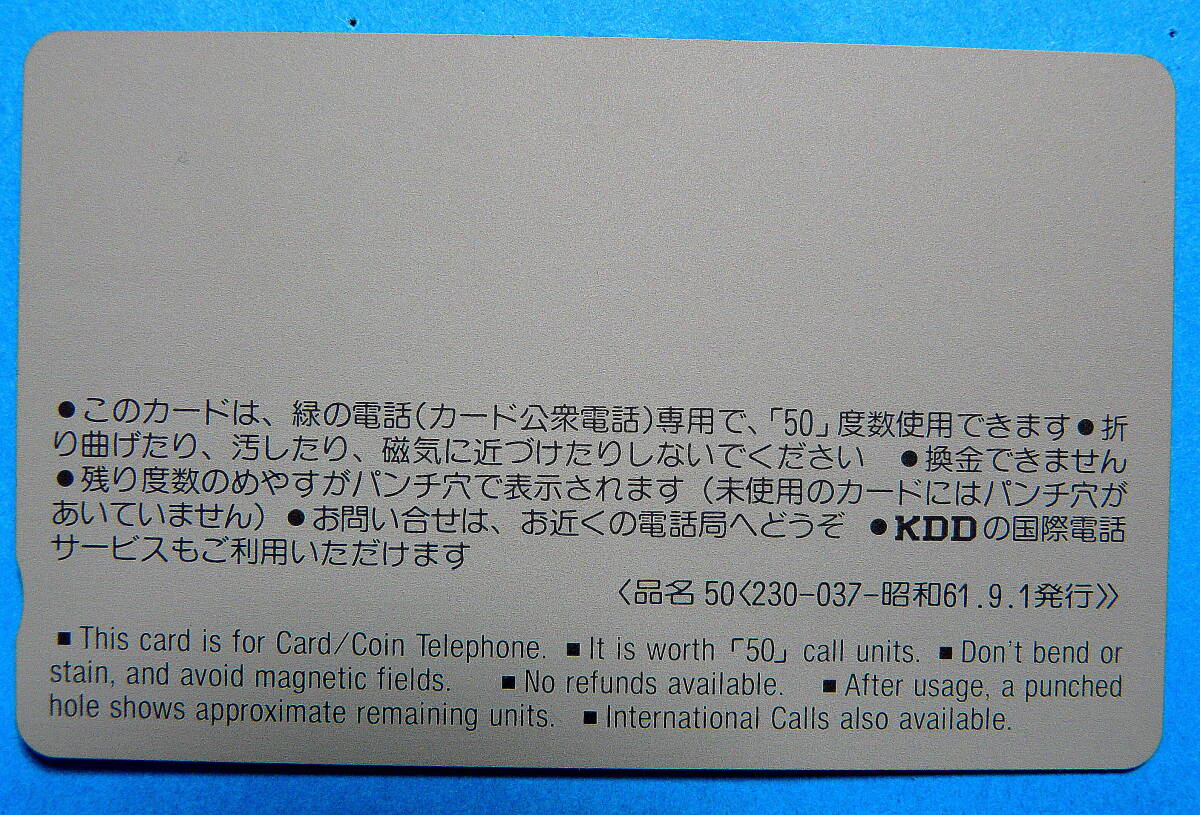 ●このカードは、緑の電話(カード公衆電話)専用で、「50」度数使用できます●折
り曲げたり、汚したり、磁気に近づけたりしないでください ●換金できません
●残り度数のめやすがパンチ穴で表示されます(未使用のカードにはパンチ穴が
あいていません)●お問い合せは、お近くの電話局へどうぞ ●KDDの国際電話
サービスもご利用いただけます
〈品名 50〈230-037-昭和61.9.1発行〉〉
■This card is for Card/Coin Telephone. ■It is worth「50」call units. ■Don't bend or
stain, and avoid magnetic fields. ■No refunds available. ■After usage, a punched
hole shows approximate remaining units. ■International Calls also available.